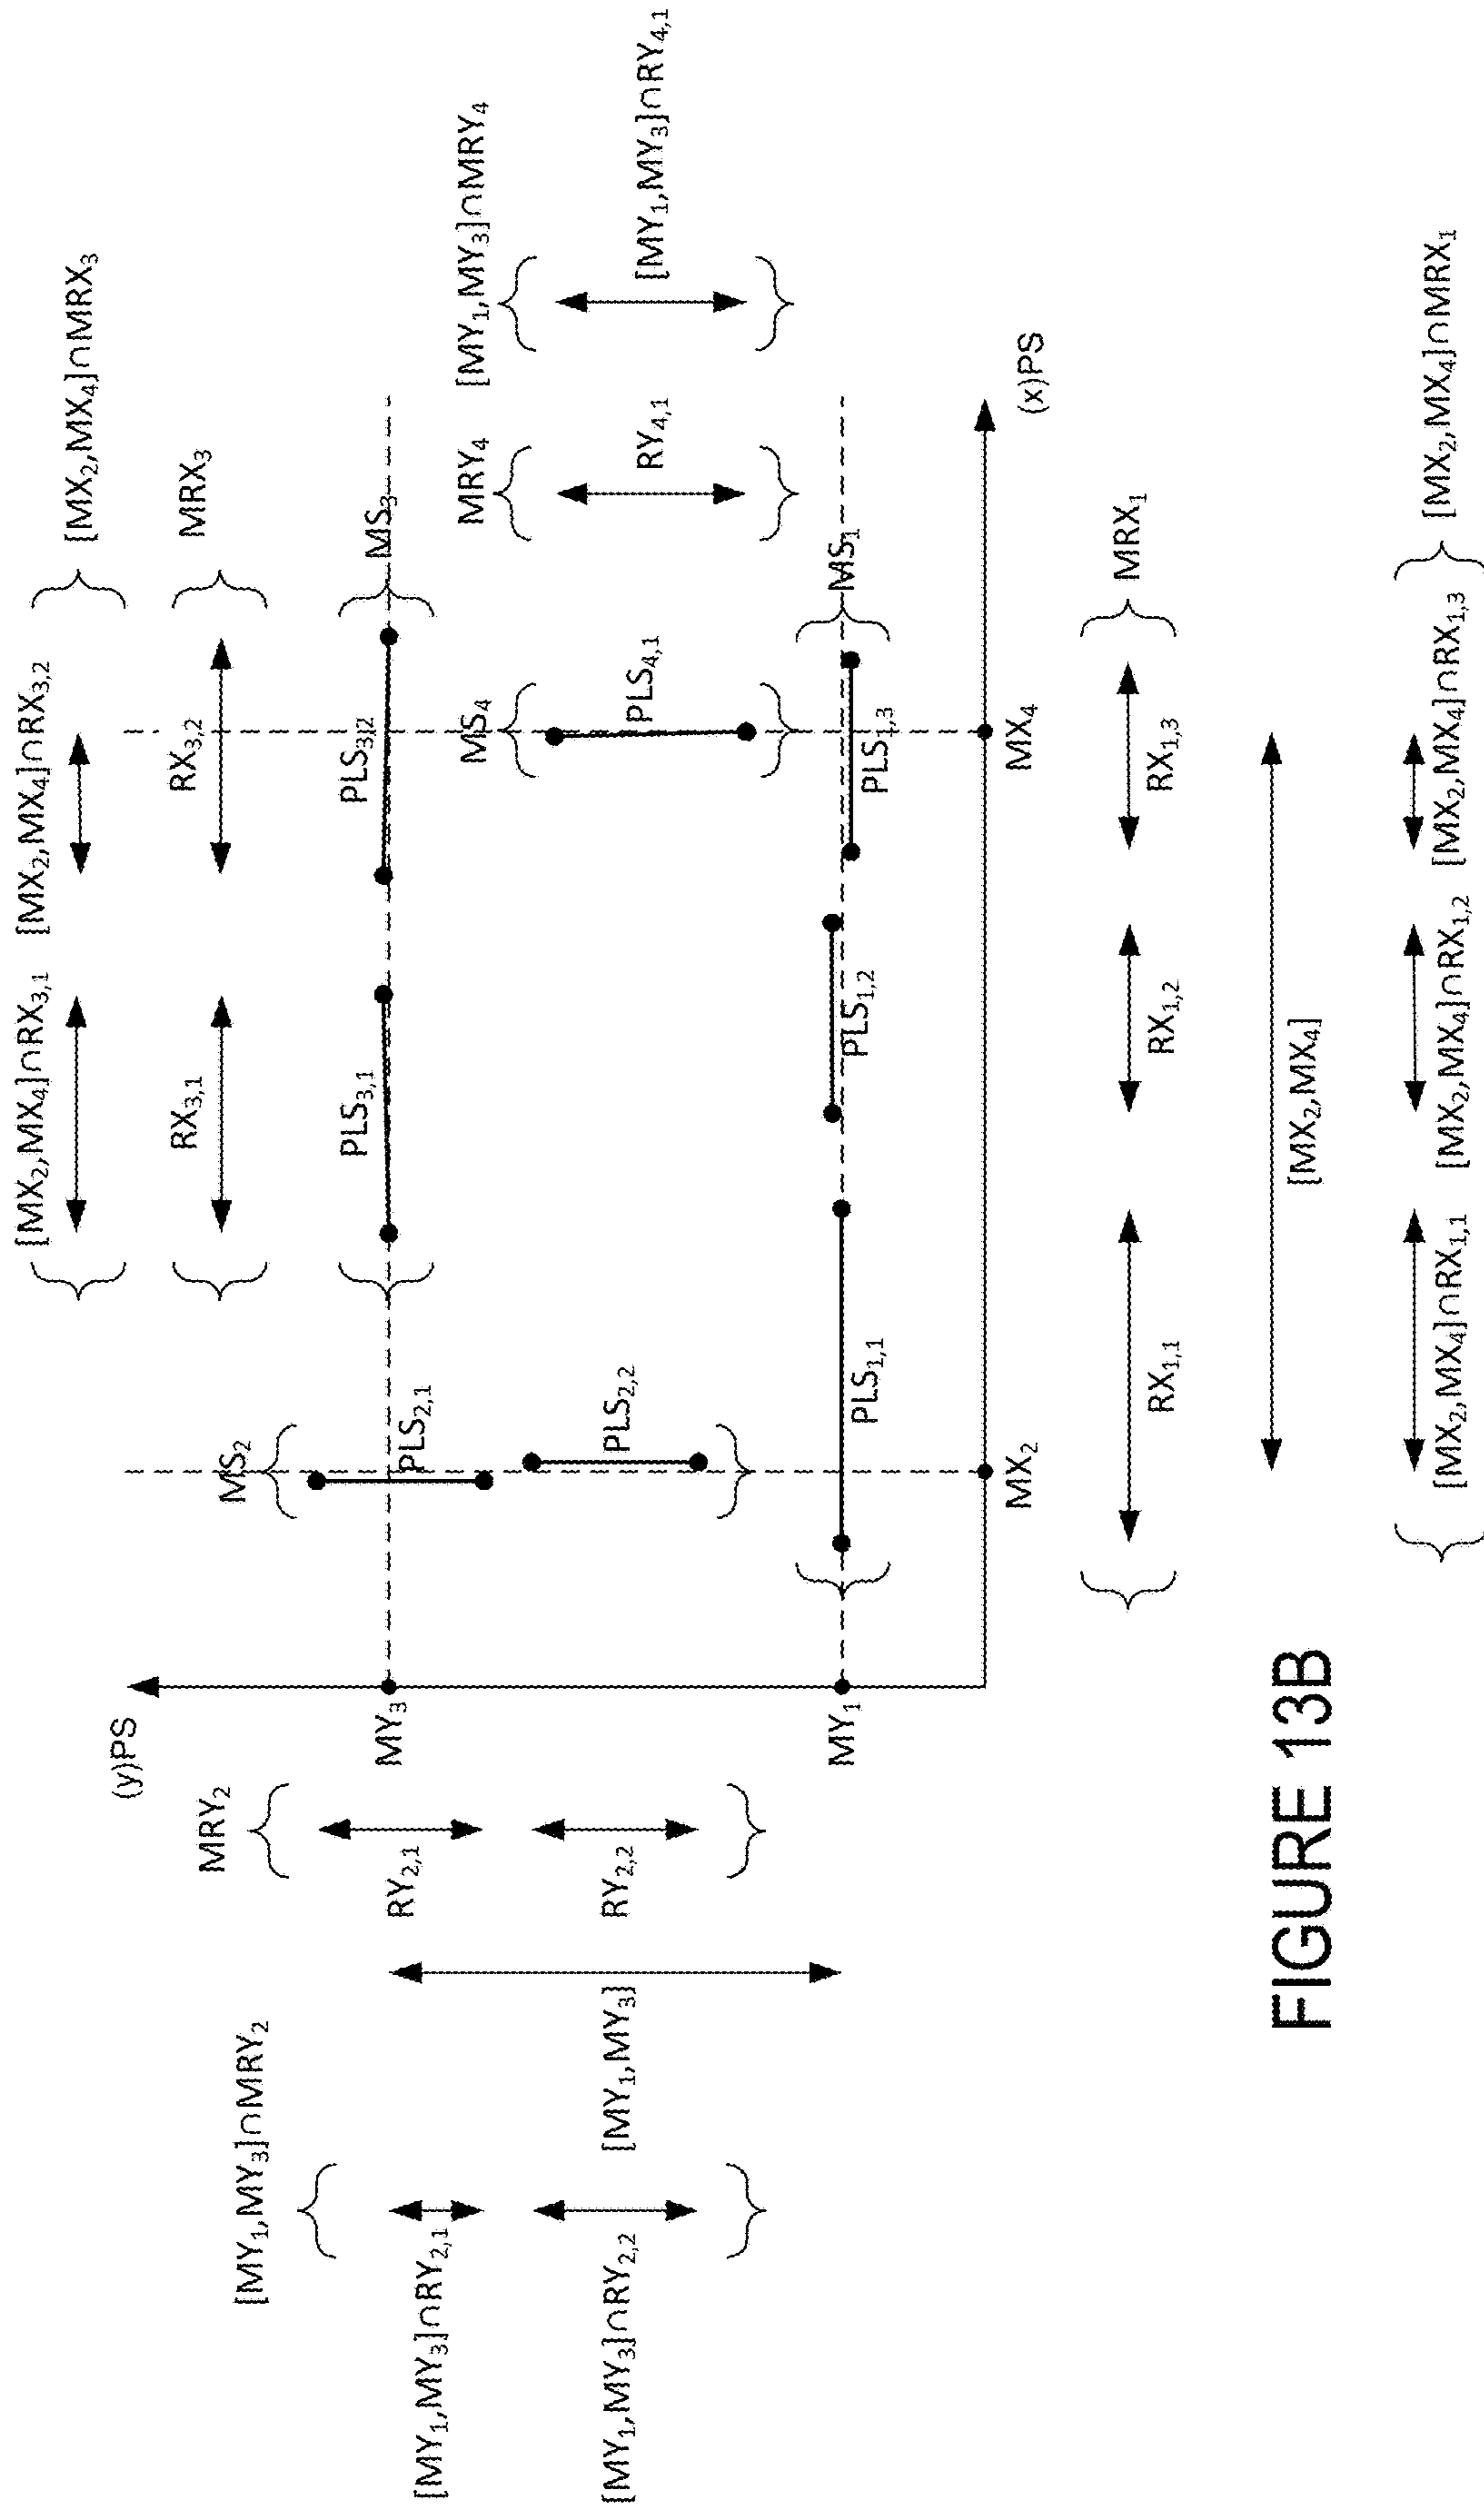 [MX₂,MX₄]∩RX₃,₁ [MX₂,MX₄]∩RX₃,₂
[MX₂,MX₄]∩MRX₃
RX₃,₁ RX₃,₂
MRX₃
(y)PS
MRY₂
[MY₁,MY₃]∩MRY₂
MS₂
PLS₃,₁ PLS₃,₂
MS₃
MY₃
RY₂,₁
PLS₂,₁
[MY₁,MY₃]∩RY₂,₁
MS₄
MRY₄
[MY₁,MY₃]∩MRY₄
[MY₁,MY₃]∩RY₂,₂
[MY₁,MY₃]
RY₂,₂
PLS₂,₂
PLS₄,₁
RY₄,₁
[MY₁,MY₃]∩RY₄,₁
MY₁
MS₁
PLS₁,₁ PLS₁,₂ PLS₁,₃
MX₂ MX₄
(x)PS
MRX₁
RX₁,₁ RX₁,₂ RX₁,₃
[MX₂,MX₄]
FIGURE 13B
[MX₂,MX₄]∩MRX₁
[MX₂,MX₄]∩RX₁,₁ [MX₂,MX₄]∩RX₁,₂ [MX₂,MX₄]∩RX₁,₃